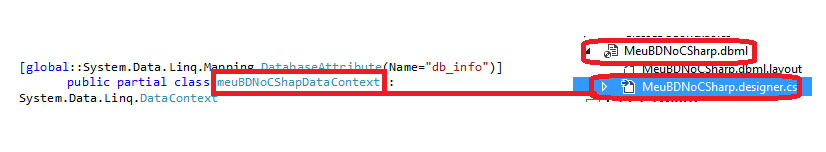 MeuBDNoCSharp.dbml
[global::System.Data.Linq.Mapping.DatabaseAttribute(Name="db_info")]
MeuBDNoCSharp.dbml.layout
public partial class meuBDNoCShapDataContext :
MeuBDNoCSharp.designer.cs
System.Data.Linq.DataContext